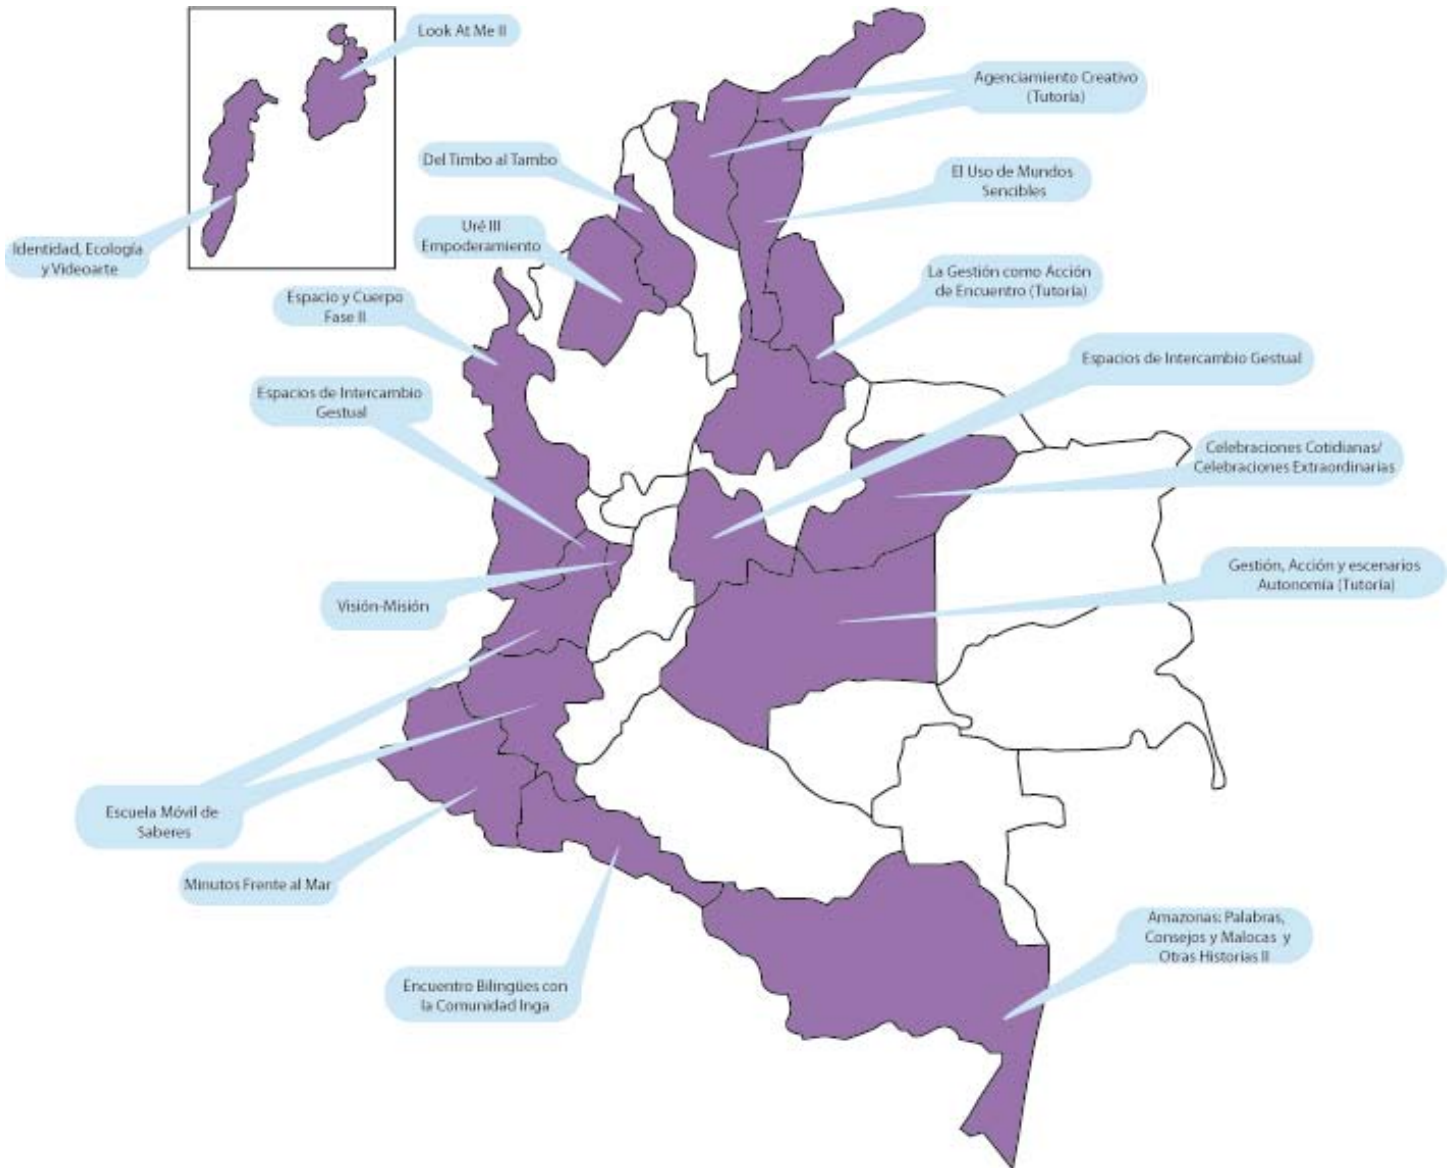 Look At Me II
Agenciamiento Creativo
(Tutoría)
Del Timbo al Tambo
El Uso de Mundos
Sencibles
Uré III
Empoderamiento
Identidad, Ecología
y Videoarte
La Gestión como Acción
de Encuentro (Tutoría)
Espacio y Cuerpo
Fase II
Espacios de Intercambio Gestual
Espacios de Intercambio
Gestual
Celebraciones Cotidianas/
Celebraciones Extraordinarias
Gestión, Acción y escenarios
Autonomía (Tutoría)
Visión-Misión
Escuela Móvil de
Saberes
Minutos Frente al Mar
Amazonas: Palabras,
Consejos y Malocas y
Otras Historias II
Encuentro Bilingües con
la Comunidad Inga